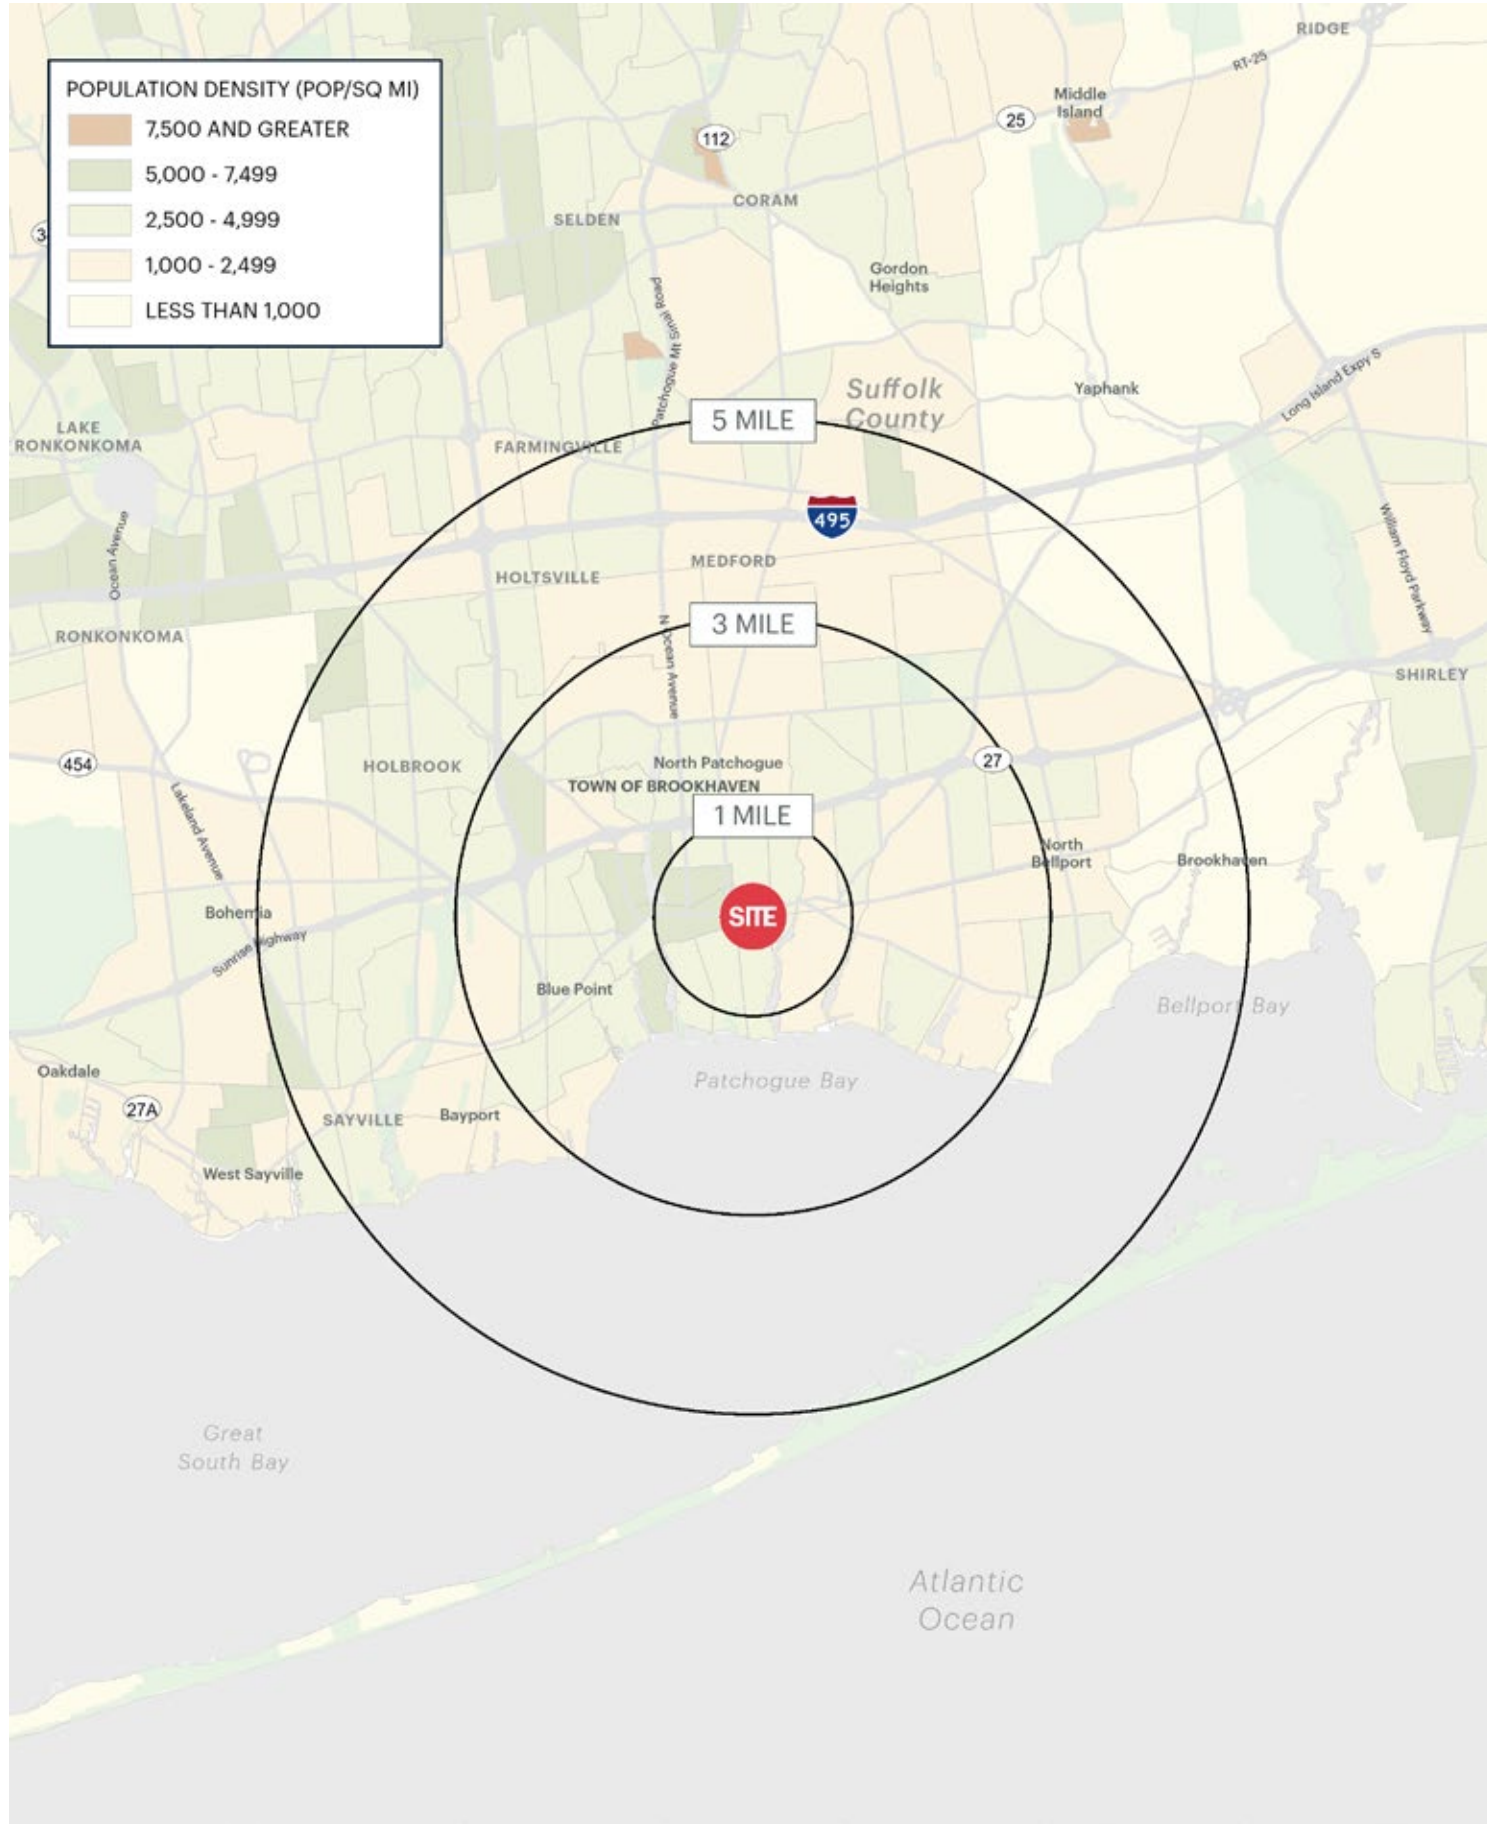 POPULATION DENSITY (POP/SQ MI)
7,500 AND GREATER
5,000 - 7,499
2,500 - 4,999
1,000 - 2,499
LESS THAN 1,000
RIDGE
RT-25
Middle
Island
25
112
CORAM
SELDEN
3
Gordon
Heights
Patchogue Mt Sinai Road
Suffolk
County
Yaphank
Long Island Expy S
5 MILE
LAKE
RONKONKOMA
FARMINGVILLE
495
Ocean Avenue
William Floyd Parkway
MEDFORD
HOLTSVILLE
3 MILE
RONKONKOMA
N Ocean Avenue
SHIRLEY
454
HOLBROOK
North Patchogue
27
TOWN OF BROOKHAVEN
1 MILE
Lakeland Avenue
North
Bellport
Brookhaven
SITE
Bohemia
Sunrise Highway
Blue Point
Bellport Bay
Oakdale
Patchogue Bay
27A
SAYVILLE
Bayport
West Sayville
Great
South Bay
Atlantic
Ocean